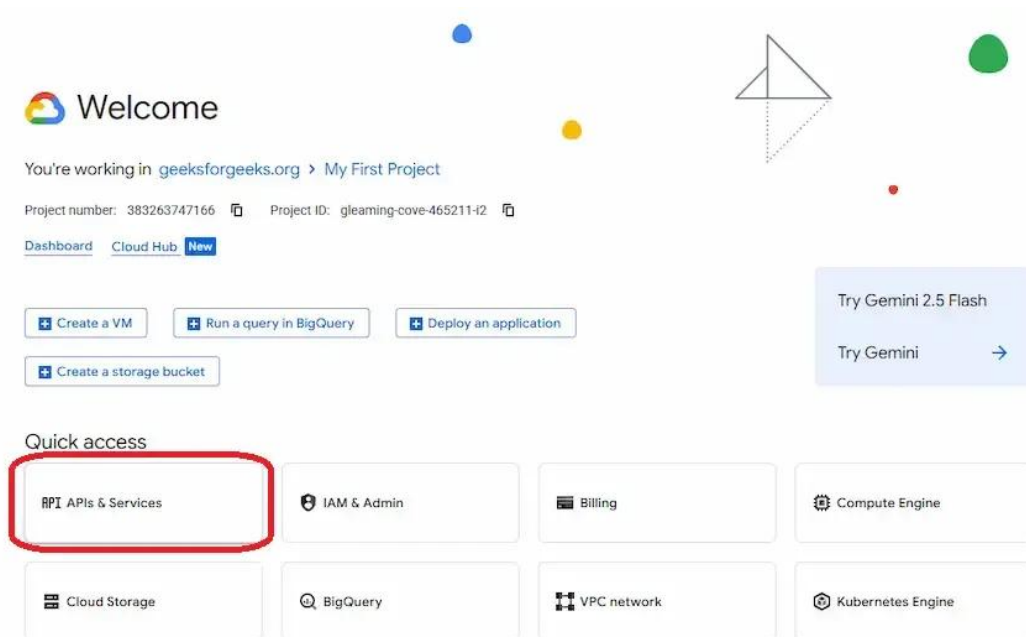 Welcome
You're working in geeksforgeeks.org > My First Project
Project number: 383263747166 Project ID: gleaming-cove-465211-i2
Dashboard Cloud Hub New
Try Gemini 2.5 Flash
Create a VM Run a query in BigQuery Deploy an application
Try Gemini
Create a storage bucket
Quick access
API APIs & Services IAM & Admin Billing Compute Engine
Cloud Storage BigQuery VPC network Kubernetes Engine